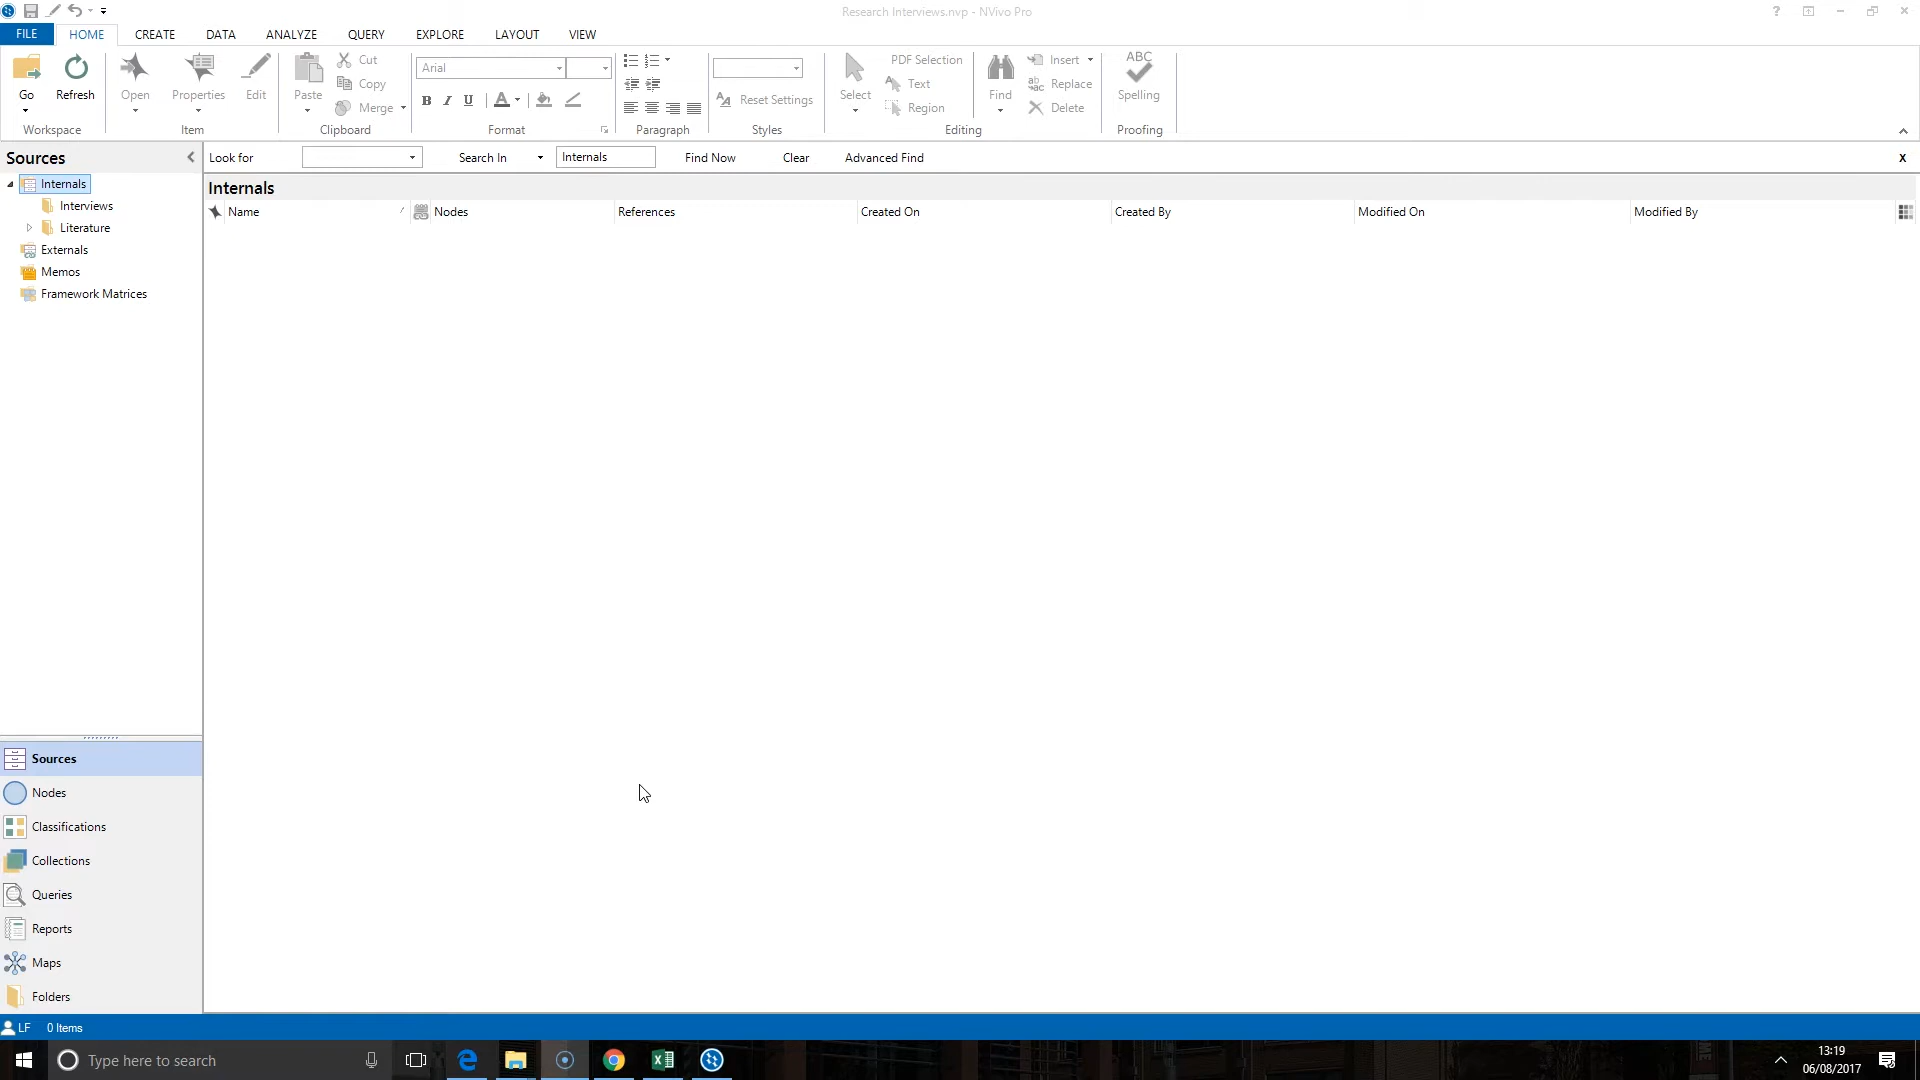 Research Interviews.nvp - NVivo Pro
?
FILE HOME CREATE DATA ANALYZE QUERY EXPLORE LAYOUT VIEW
Go Refresh Open Properties Edit Paste Cut Copy Merge
Workspace Item Clipboard
Arial
B I U A
Format Paragraph
Reset Settings
Styles
Select PDF Selection Text Region Find Insert Replace Delete
Editing
ABC
Spelling
Proofing
Sources
Look for Search In Internals Find Now Clear Advanced Find x
Internals
Interviews
Literature
Externals
Memos
Framework Matrices
Internals
Name Nodes References Created On Created By Modified On Modified By
Sources
Nodes
Classifications
Collections
Queries
Reports
Maps
Folders
LF 0 Items
Type here to search
13:19
06/08/2017